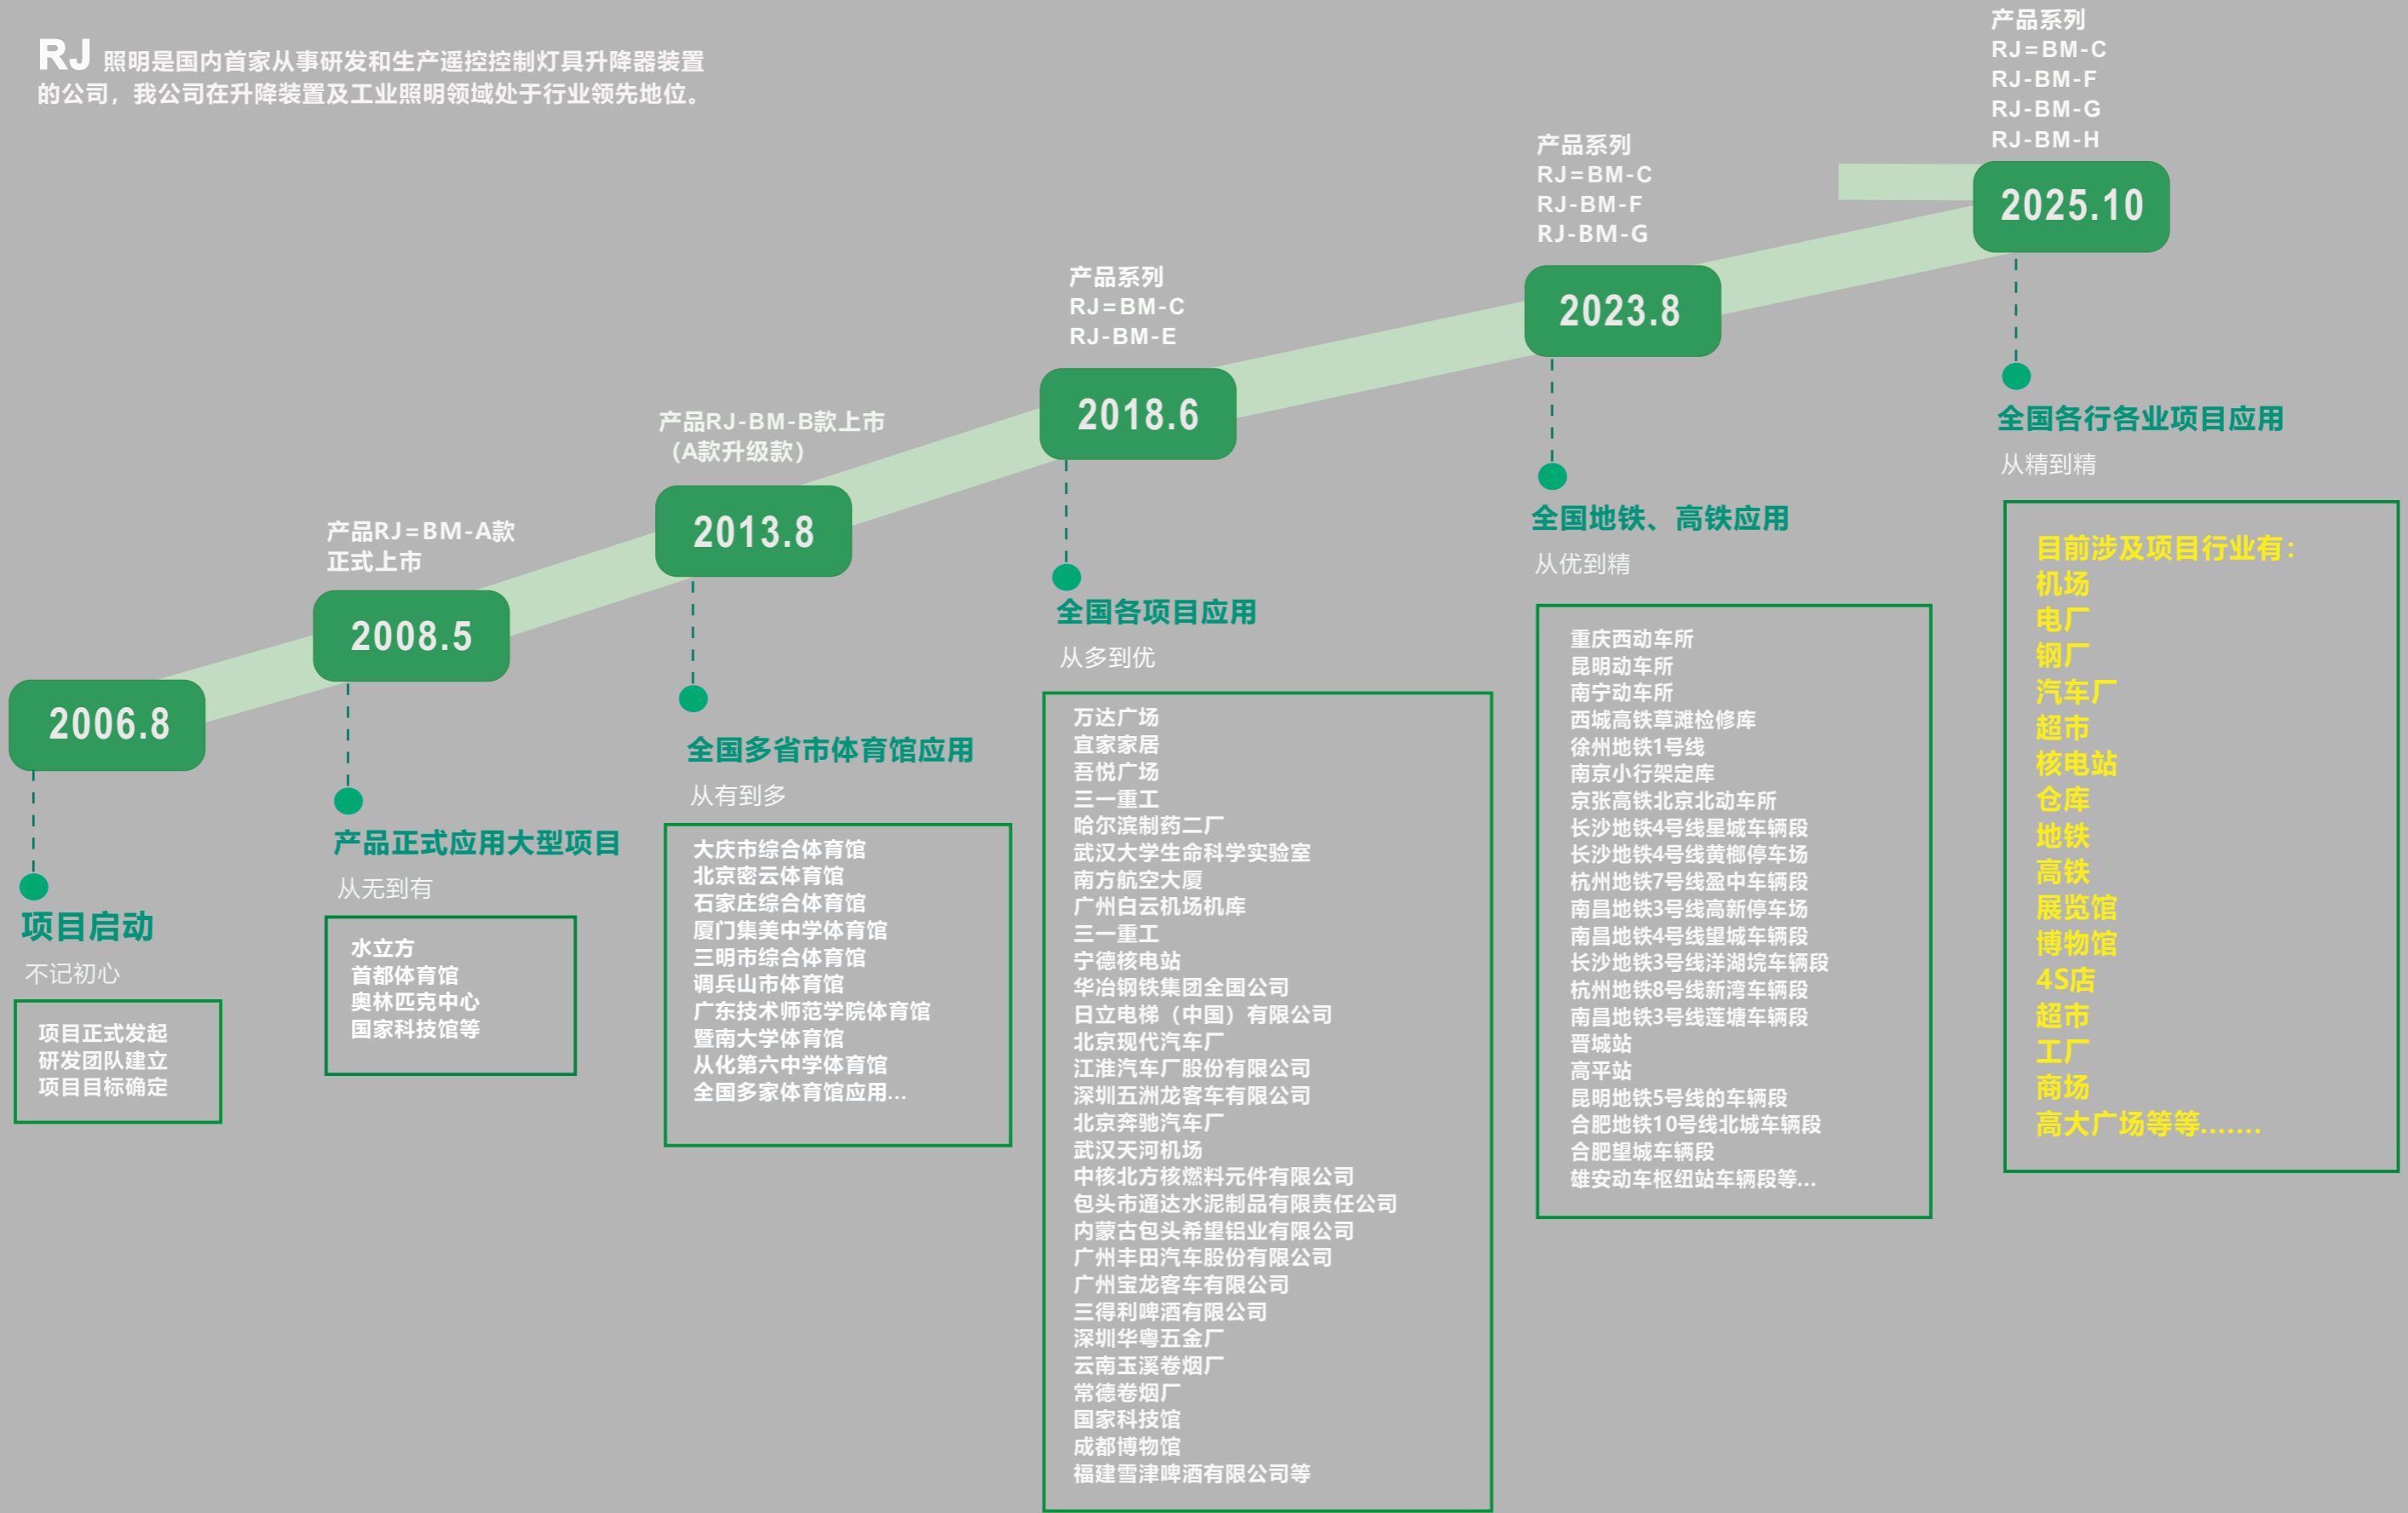 RJ 照明是国内首家从事研发和生产遥控控制灯具升降器装置
的公司，我公司在升降装置及工业照明领域处于行业领先地位。
2006.8
项目启动
不记初心
项目正式发起
研发团队建立
项目目标确定
产品RJ=BM-A款
正式上市
2008.5
产品正式应用大型项目
从无到有
水立方
首都体育馆
奥林匹克中心
国家科技馆等
产品RJ-BM-B款上市
（A款升级款）
2013.8
全国多省市体育馆应用
从有到多
大庆市综合体育馆
北京密云体育馆
石家庄综合体育馆
厦门集美中学体育馆
三明市综合体育馆
调兵山市体育馆
广东技术师范学院体育馆
暨南大学体育馆
从化第六中学体育馆
全国多家体育馆应用...
产品系列
RJ=BM-C
RJ-BM-E
2018.6
全国各项目应用
从多到优
万达广场
宜家家居
吾悦广场
三一重工
哈尔滨制药二厂
武汉大学生命科学实验室
南方航空大厦
广州白云机场机库
三一重工
宁德核电站
华冶钢铁集团全国公司
日立电梯（中国）有限公司
北京现代汽车厂
江淮汽车厂股份有限公司
深圳五洲龙客车有限公司
北京奔驰汽车厂
武汉天河机场
中核北方核燃料元件有限公司
包头市通达水泥制品有限责任公司
内蒙古包头希望铝业有限公司
广州丰田汽车股份有限公司
广州宝龙客车有限公司
三得利啤酒有限公司
深圳华粤五金厂
云南玉溪卷烟厂
常德卷烟厂
国家科技馆
成都博物馆
福建雪津啤酒有限公司等
产品系列
RJ=BM-C
RJ-BM-F
RJ-BM-G
2023.8
全国地铁、高铁应用
从优到精
重庆西动车所
昆明动车所
南宁动车所
西城高铁草滩检修库
徐州地铁1号线
南京小行架定库
京张高铁北京北动车所
长沙地铁4号线星城车辆段
长沙地铁4号线黄榔停车场
杭州地铁7号线盈中车辆段
南昌地铁3号线高新停车场
南昌地铁4号线望城车辆段
长沙地铁3号线洋湖垸车辆段
杭州地铁8号线新湾车辆段
南昌地铁3号线莲塘车辆段
晋城站
高平站
昆明地铁5号线的车辆段
合肥地铁10号线北城车辆段
合肥望城车辆段
雄安动车枢纽站车辆段等...
产品系列
RJ=BM-C
RJ-BM-F
RJ-BM-G
RJ-BM-H
2025.10
全国各行各业项目应用
从精到精
目前涉及项目行业有：
机场
电厂
钢厂
汽车厂
超市
核电站
仓库
地铁
高铁
展览馆
博物馆
4S店
超市
工厂
商场
高大广场等等.......